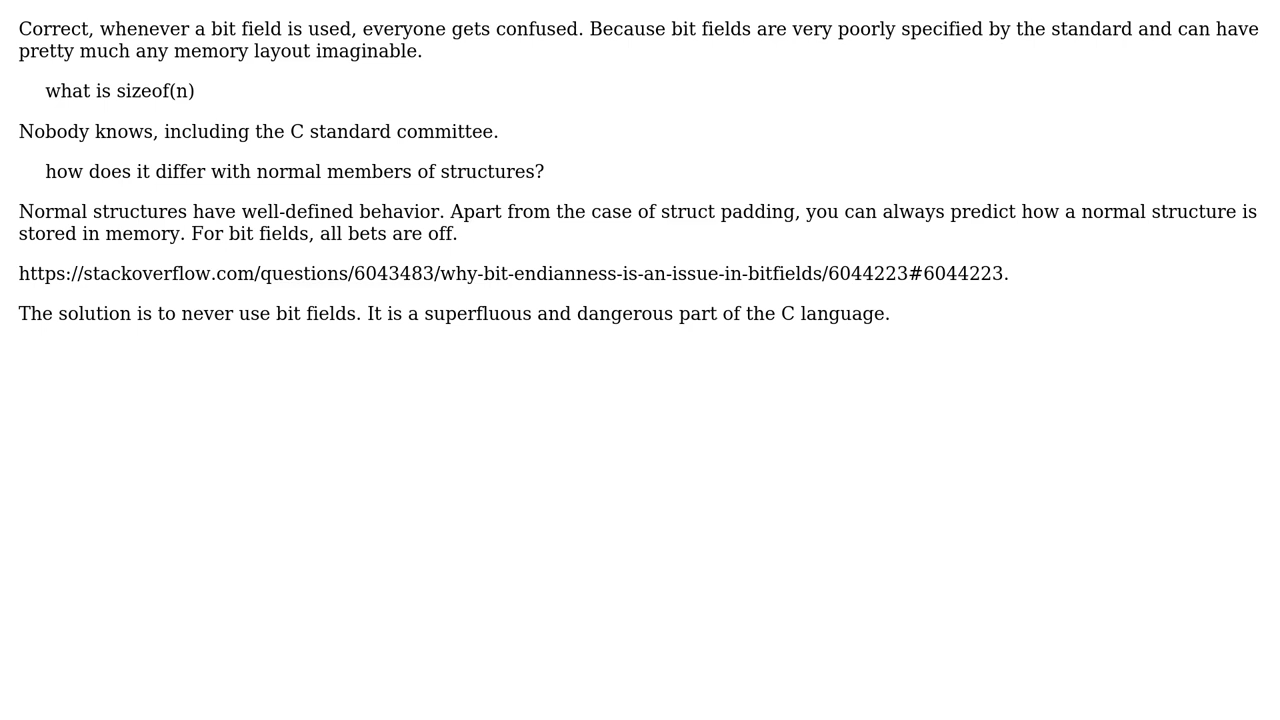 Correct, whenever a bit field is used, everyone gets confused. Because bit fields are very poorly specified by the standard and can have
pretty much any memory layout imaginable.
what is sizeof(n)
Nobody knows, including the C standard committee.
how does it differ with normal members of structures?
Normal structures have well-defined behavior. Apart from the case of struct padding, you can always predict how a normal structure is
stored in memory. For bit fields, all bets are off.
https://stackoverflow.com/questions/6043483/why-bit-endianness-is-an-issue-in-bitfields/6044223#6044223.
The solution is to never use bit fields. It is a superfluous and dangerous part of the C language.